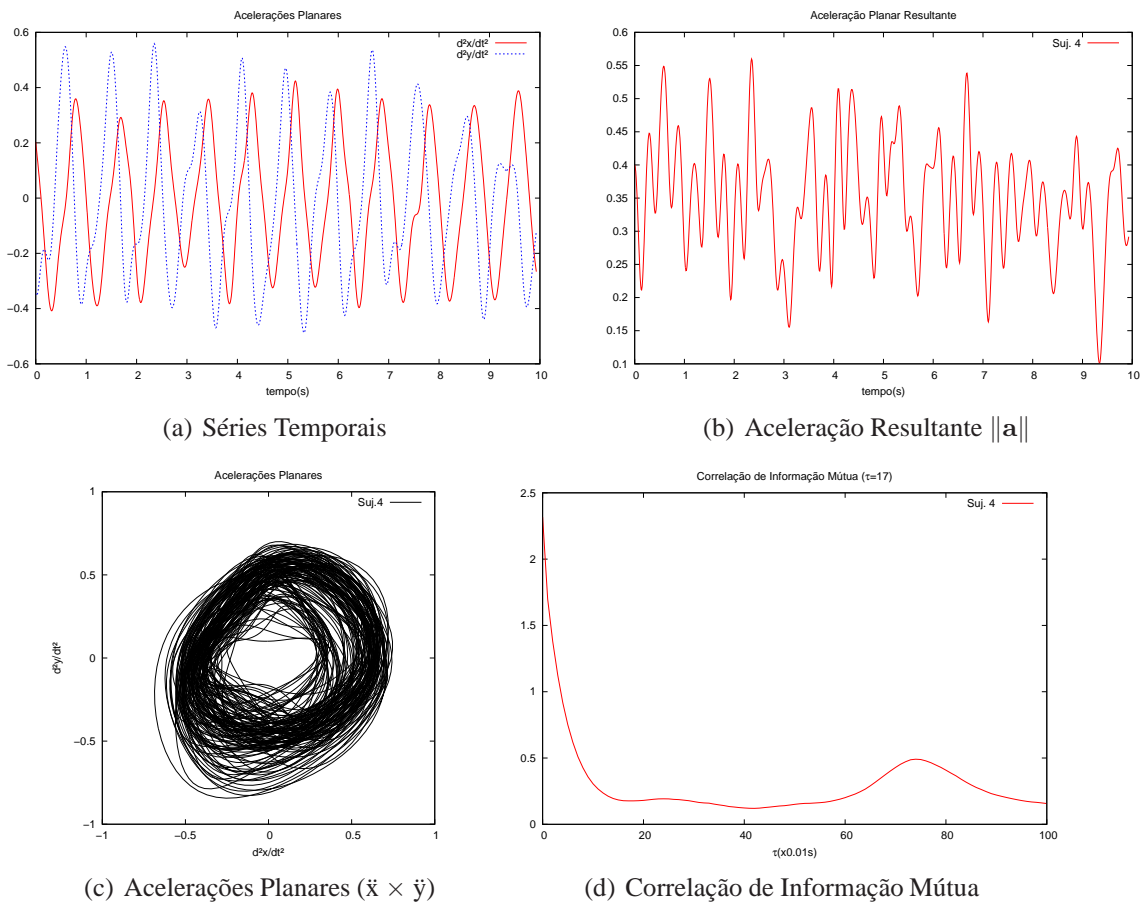 Acelerações Planares
d²x/dt²
d²y/dt²
0.6
0.4
0.2
0
−0.2
−0.4
−0.6
0 1 2 3 4 5 6 7 8 9 10
tempo(s)
(a) Séries Temporais
Aceleração Planar Resultante
Suj. 4
0.6
0.55
0.5
0.45
0.4
0.35
0.3
0.25
0.2
0.15
0.1
0 1 2 3 4 5 6 7 8 9 10
tempo(s)
(b) Aceleração Resultante ‖a‖
Acelerações Planares
Suj.4
1
0.5
0
−0.5
−1
d²y/dt²
−1 −0.5 0 0.5 1
d²x/dt²
(c) Acelerações Planares (ẍ × ÿ)
Correlação de Informação Mútua (τ=17)
Suj. 4
2.5
2
1.5
1
0.5
0
0 20 40 60 80 100
τ(x0.01s)
(d) Correlação de Informação Mútua